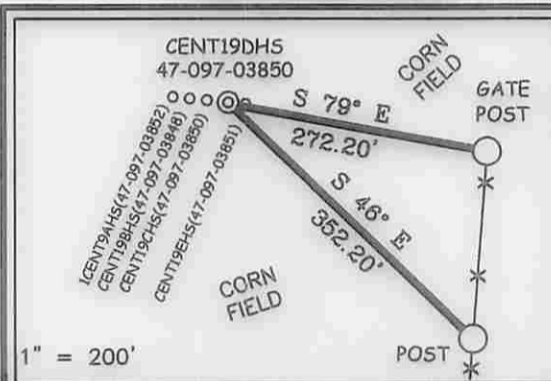 CENT19DHS
47-097-03850
CORN
FIELD
GATE
POST
S 79° E
272.20'
1CENT9AHS(47-097-03852)
CENT19BHS(47-097-03848)
CENT19CHS(47-097-03850)
CENT19EHS(47-097-03851)
S 46° E
352.20'
CORN
FIELD
POST
1" = 200'